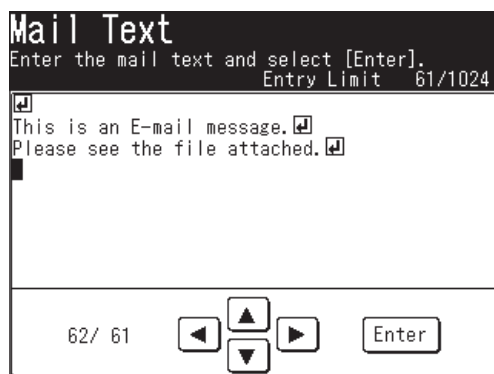 Mail Text
Enter the mail text and select [Enter].
Entry Limit 61/1024
↵
This is an E-mail message.↵
Please see the file attached.↵
62/ 61 ◀ ▲ ▼ ▶ Enter